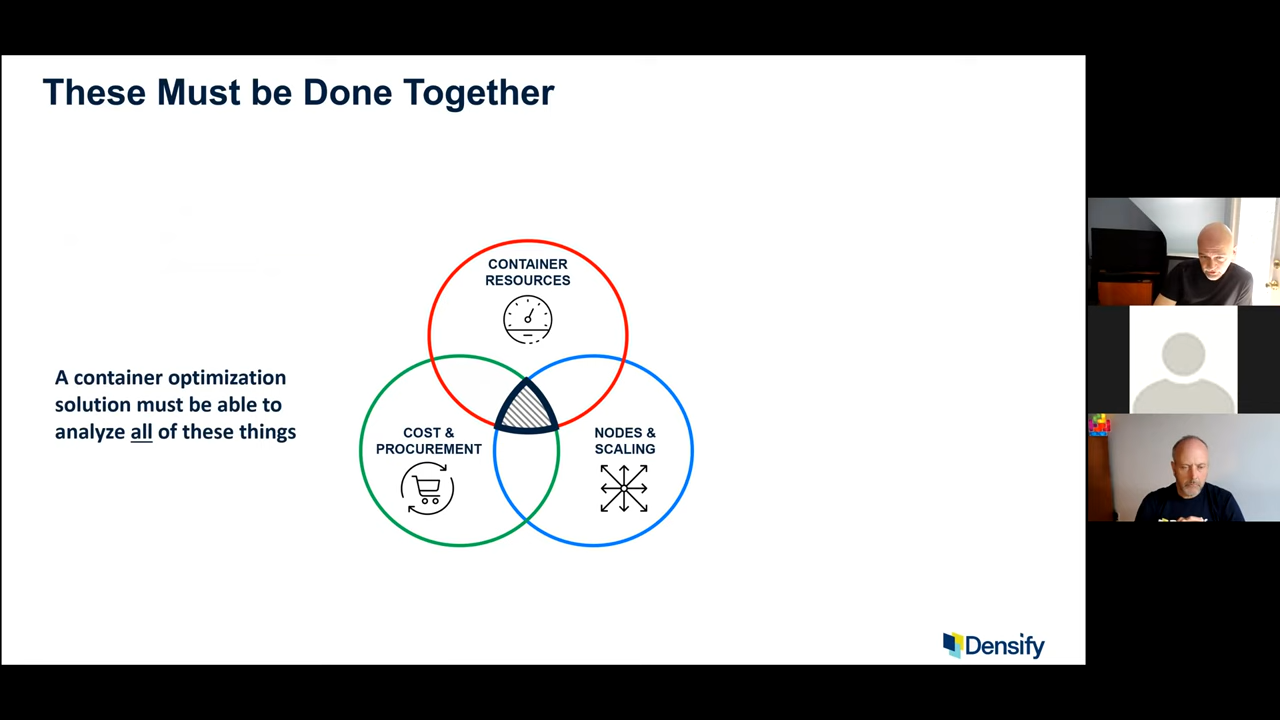 These Must be Done Together
CONTAINER
RESOURCES
A container optimization
solution must be able to
analyze all of these things
COST &
PROCUREMENT
NODES &
SCALING
Densify